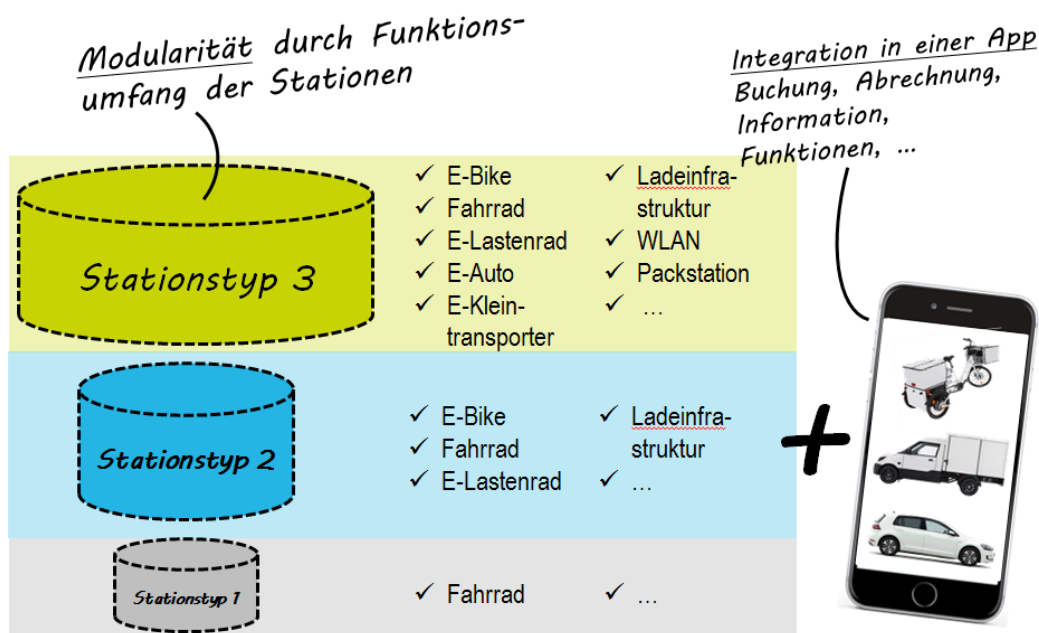 Modularität durch Funktions-
umfang der Stationen
Integration in einer App
Buchung, Abrechnung,
Information,
Funktionen, ...
Stationstyp 3
✓ E-Bike
✓ Fahrrad
✓ E-Lastenrad
✓ E-Auto
✓ E-Klein-
transporter
✓ Ladeinfra-
struktur
✓ WLAN
✓ Packstation
✓ ...
Stationstyp 2
✓ E-Bike
✓ Fahrrad
✓ E-Lastenrad
✓ Ladeinfra-
struktur
✓ ...
+
Stationstyp 1
✓ Fahrrad
✓ ...